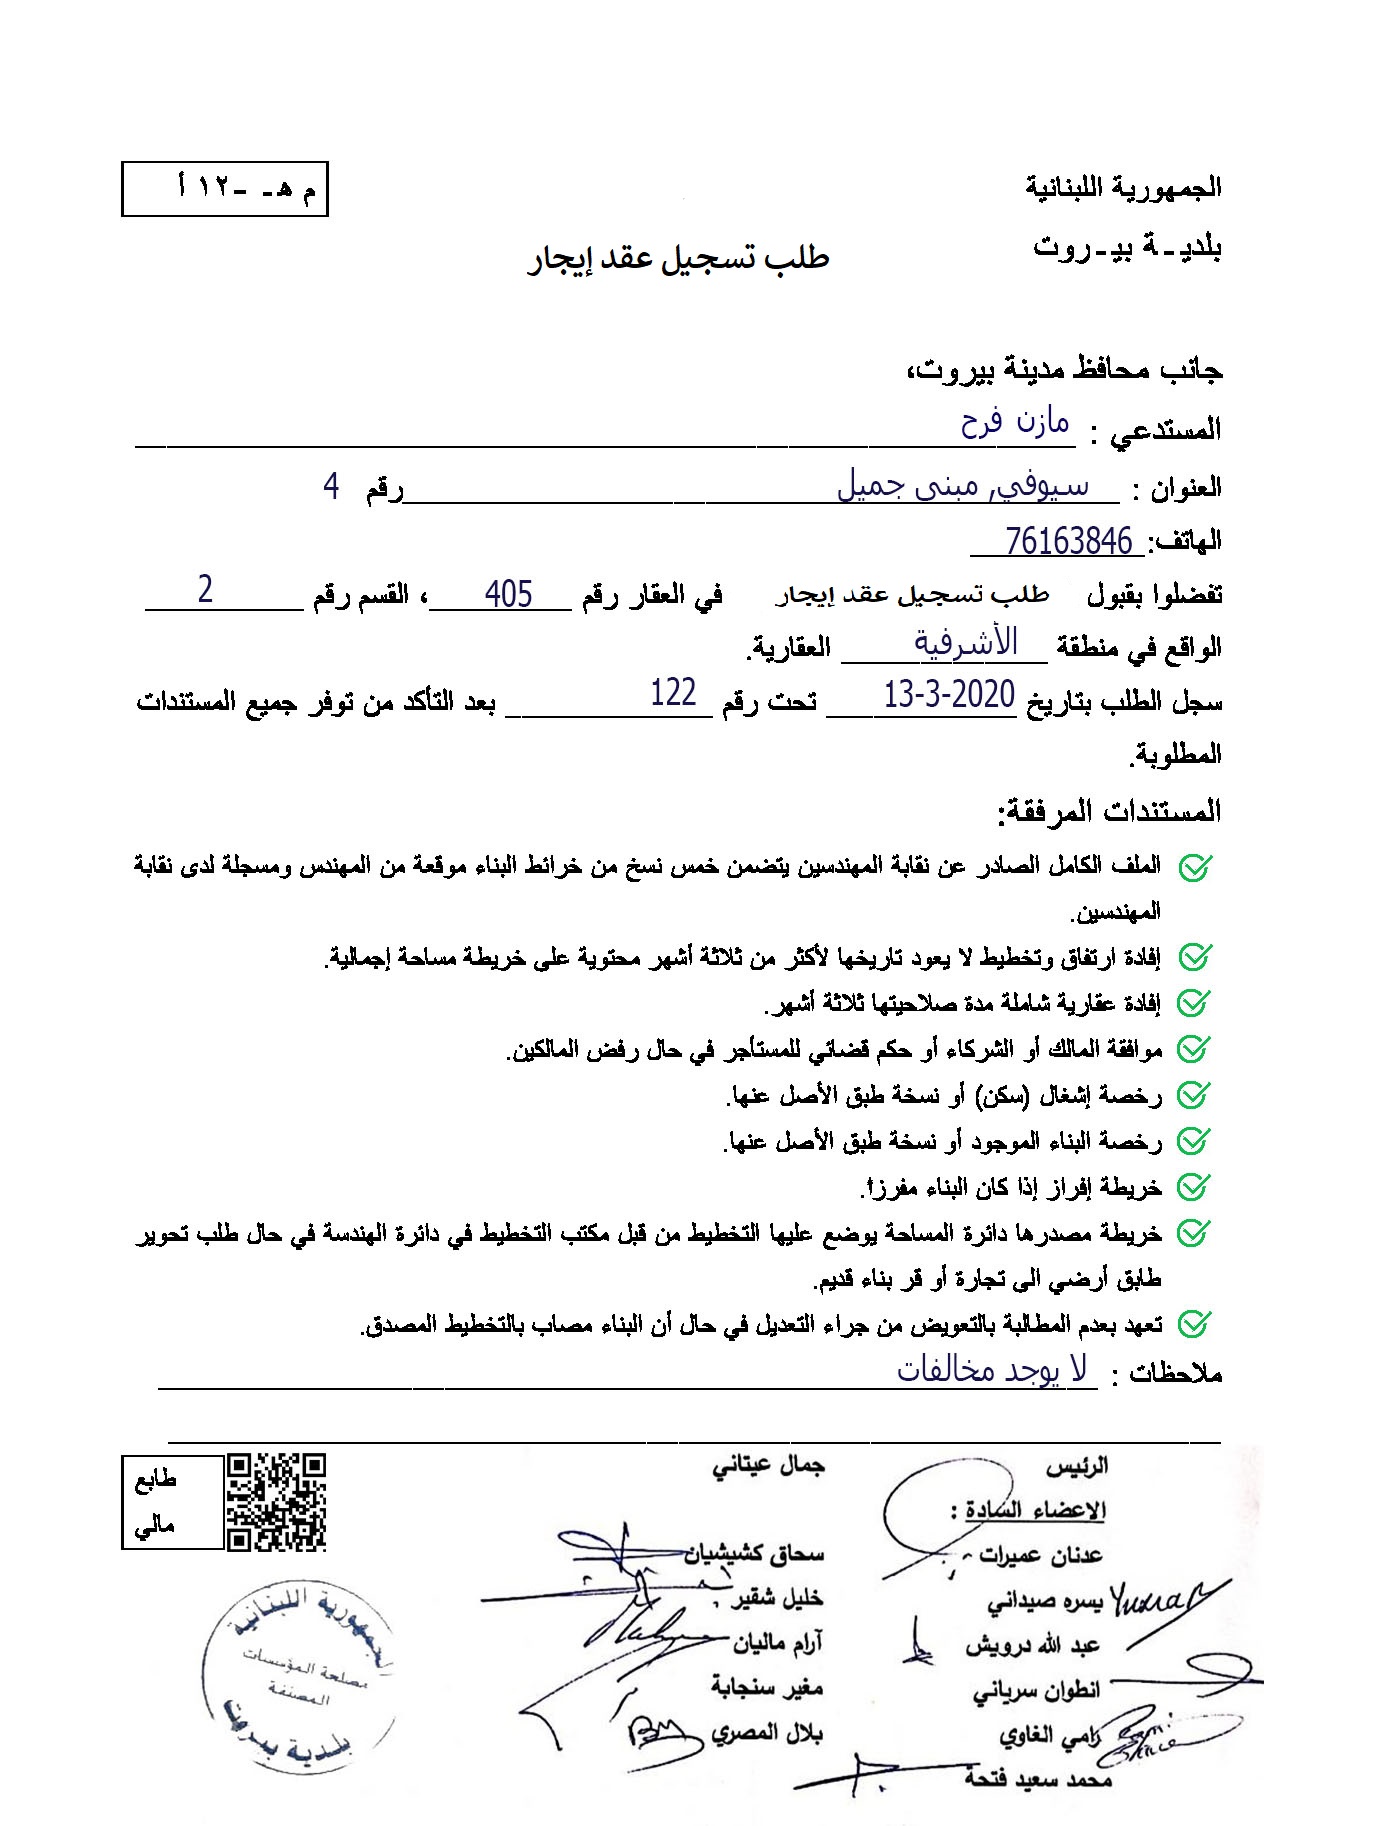 الجمهورية اللبنانية
م هـ -١٢ أ
بلديـة بيـروت
طلب تسجيل عقد إيجار
جانب محافظ مدينة بيروت،
المستدعي : مازن فرح
العنوان : سيوفي, مبنى جميل رقم 4
الهاتف: 76163846
تفضلوا بقبول طلب تسجيل عقد إيجار في العقار رقم 405، القسم رقم 2
الواقع في منطقة الأشرفية العقارية.
سجل الطلب بتاريخ 13-3-2020 تحت رقم 122 بعد التأكد من توفر جميع المستندات
المطلوبة.
المستندات المرفقة:
الملف الكامل الصادر عن نقابة المهندسين يتضمن خمس نسخ من خرائط البناء موقعة من المهندس ومسجلة لدى نقابة
المهندسين.
إفادة ارتفاق وتخطيط لا يعود تاريخها لأكثر من ثلاثة أشهر محتوية على خريطة مساحة إجمالية.
إفادة عقارية شاملة مدة صلاحيتها ثلاثة أشهر.
موافقة المالك أو الشركاء أو حكم قضائي للمستأجر في حال رفض المالكين.
رخصة إشغال (سكن) أو نسخة طبق الأصل عنها.
رخصة البناء الموجود أو نسخة طبق الأصل عنها.
خريطة إفراز إذا كان البناء مفرزا.
خريطة مصدرها دائرة المساحة يوضع عليها التخطيط من قبل مكتب التخطيط في دائرة الهندسة في حال طلب تحوير
طابق أرضي الى تجارة أو قر بناء قديم.
تعهد بعدم المطالبة بالتعويض من جراء التعديل في حال أن البناء مصاب بالتخطيط المصدق.
ملاحظات : لا يوجد مخالفات
الرئيس جمال عيتاني
الاعضاء السادة :
عدنان عميرات سحاق كشيشيان
يسره صيداني خليل شقير
عبد الله درويش آرام ماليان
انطوان سرياني مغير سنجابة
رامي الغاوي بلال المصري
محمد سعيد فتحة
طابع
مالي
الجمهورية اللبنانية
مصلحة المؤسسات
المصنفة
بلدية بيروت